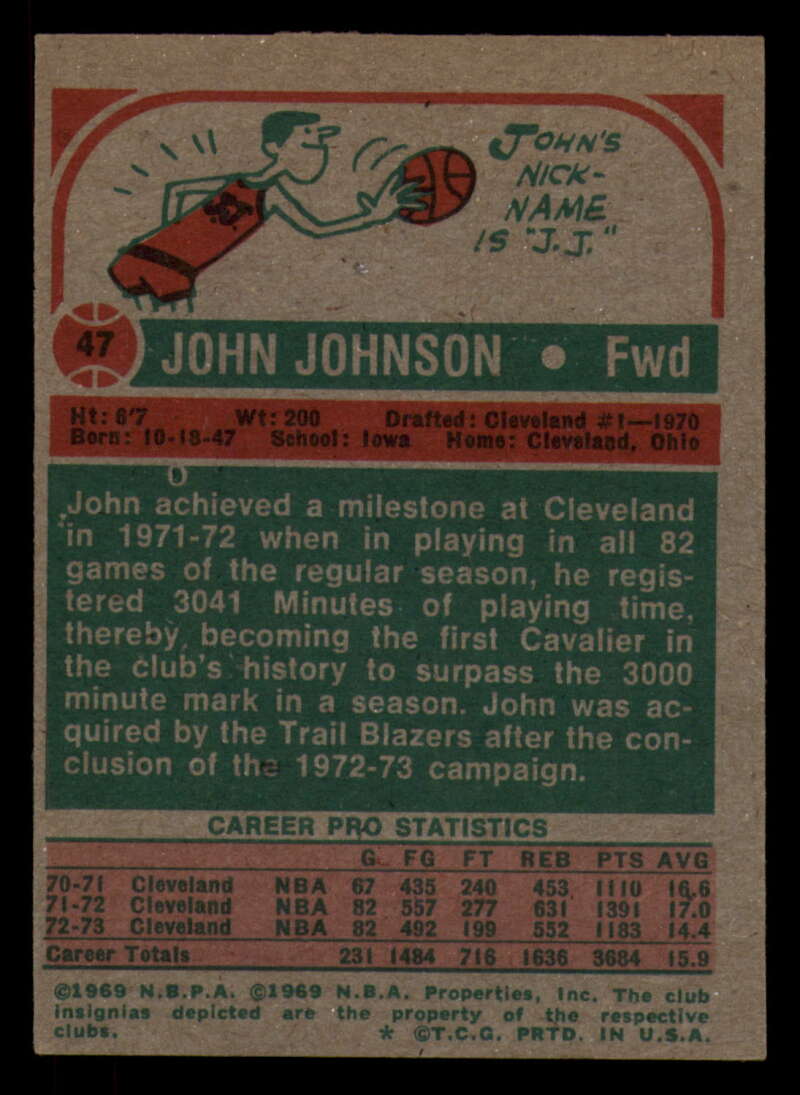 JOHN'S
NICK-
NAME
IS "J.J."
47 JOHN JOHNSON • Fwd
Ht: 6'7 Wt: 200 Drafted: Cleveland #1—1970
Born: 10-18-47 School: Iowa Home: Cleveland, Ohio
John achieved a milestone at Cleveland
in 1971-72 when in playing in all 82
games of the regular season, he regis-
tered 3041 Minutes of playing time,
thereby becoming the first Cavalier in
the club's history to surpass the 3000
minute mark in a season. John was ac-
quired by the Trail Blazers after the con-
clusion of the 1972-73 campaign.
CAREER PRO STATISTICS
G FG FT REB PTS AVG
70-71 Cleveland NBA 67 435 240 453 1110 16.6
71-72 Cleveland NBA 82 557 277 631 1391 17.0
72-73 Cleveland NBA 82 492 199 552 1183 14.4
Career Totals 231 1484 716 1636 3684 15.9
©1969 N.B.P.A. ©1969 N.B.A. Properties, Inc. The club
insignias depicted are the property of the respective
clubs. * ©T.C.G. PRTD. IN U.S.A.